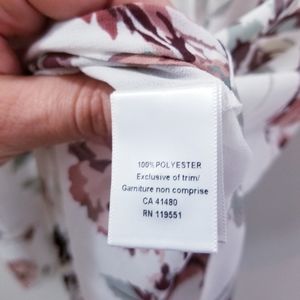 100% POLYESTER
Exclusive of trim/
Garniture non comprise
CA 41480
RN 119551